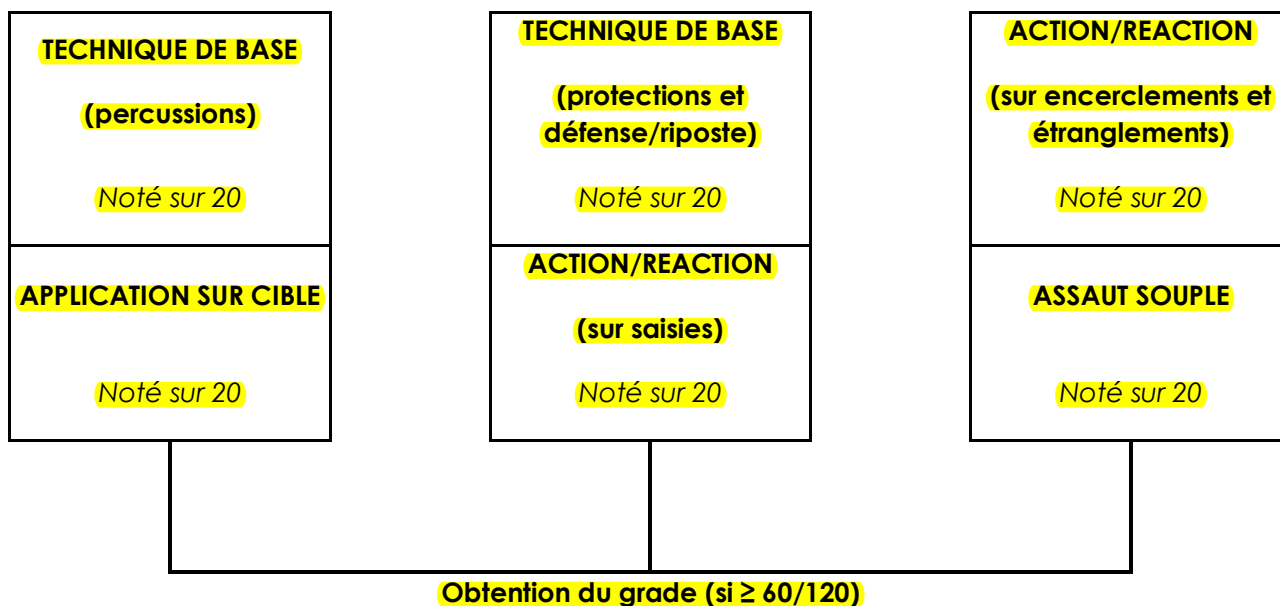 TECHNIQUE DE BASE
(percussions)
Noté sur 20
APPLICATION SUR CIBLE
Noté sur 20
TECHNIQUE DE BASE
(protections et
défense/riposte)
Noté sur 20
ACTION/REACTION
(sur saisies)
Noté sur 20
ACTION/REACTION
(sur encerclements et
étranglements)
Noté sur 20
ASSAUT SOUPLE
Noté sur 20
Obtention du grade (si ≥ 60/120)